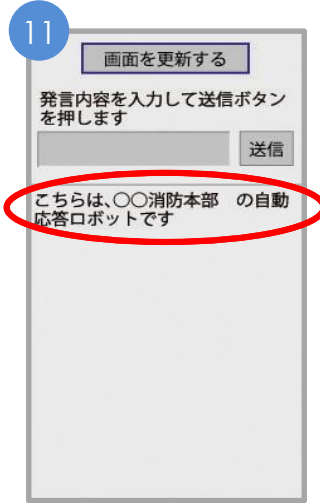 11
画面を更新する
発言内容を入力して送信ボタン
を押します
送信
こちらは、〇〇消防本部　の自動
応答ロボットです